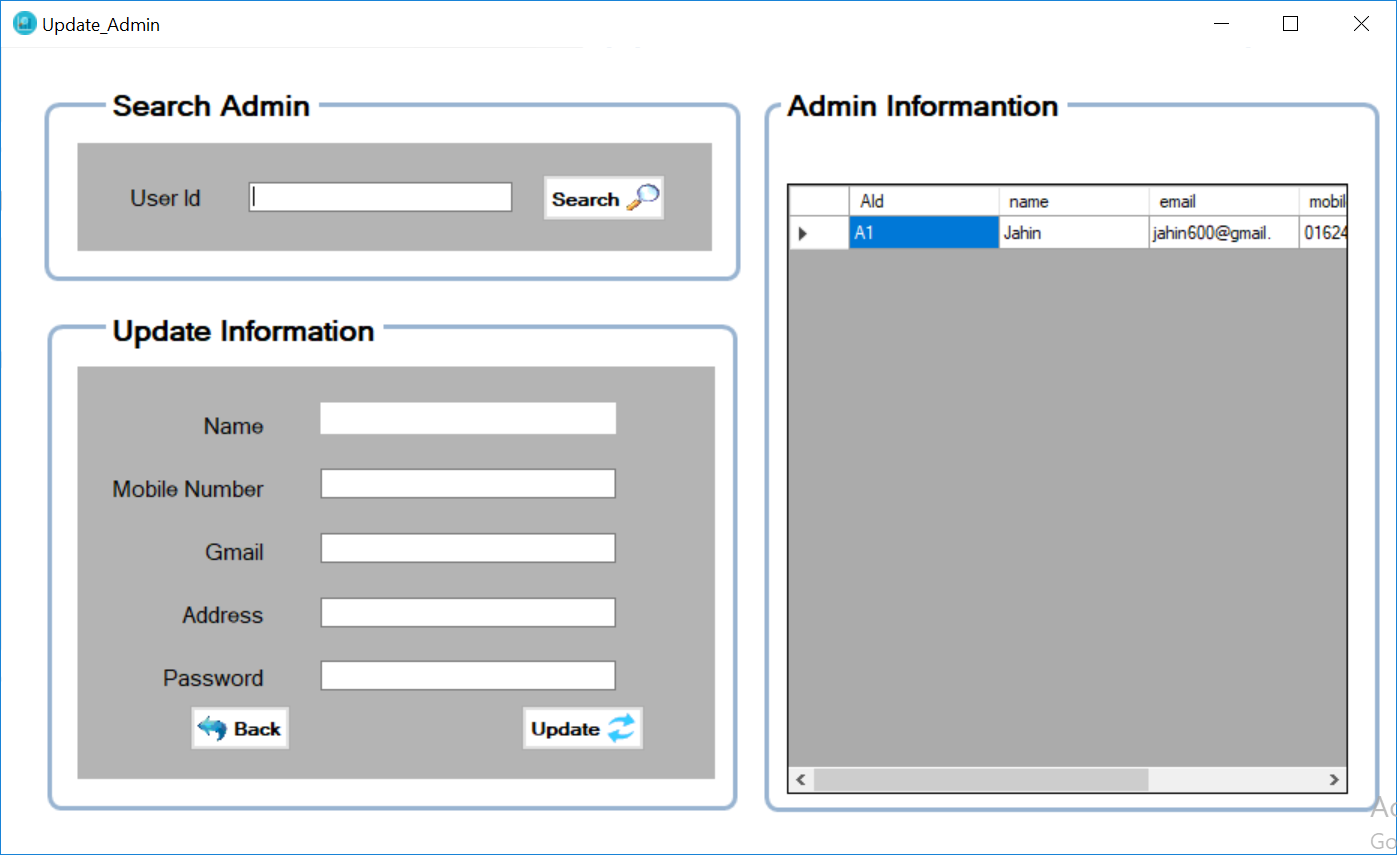 Update_Admin
Search Admin
User Id
Search
Update Information
Name
Mobile Number
Gmail
Address
Password
Back
Update
Admin Informantion
AId name email mobil
A1 Jahin jahin600@gmail. 01624
Ac
Go